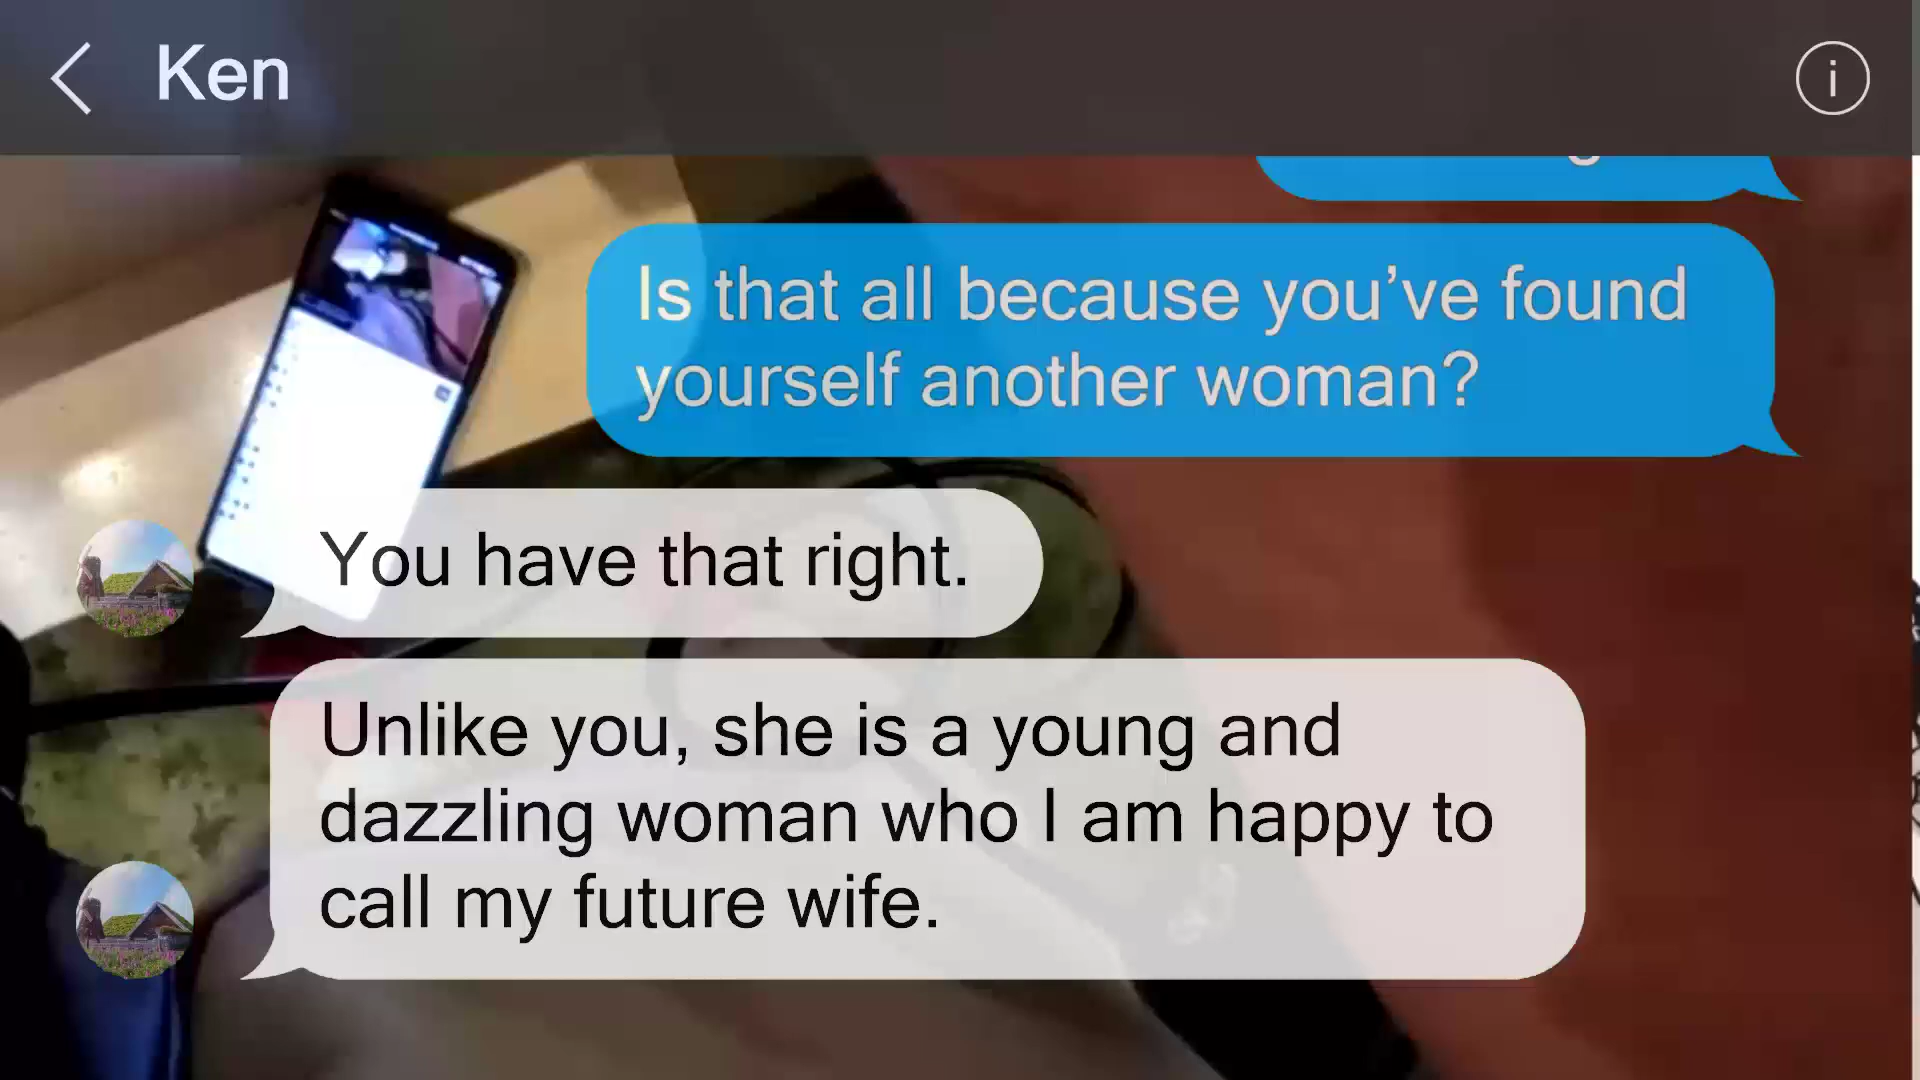 Ken
Is that all because you’ve found
yourself another woman?
You have that right.
Unlike you, she is a young and
dazzling woman who I am happy to
call my future wife.